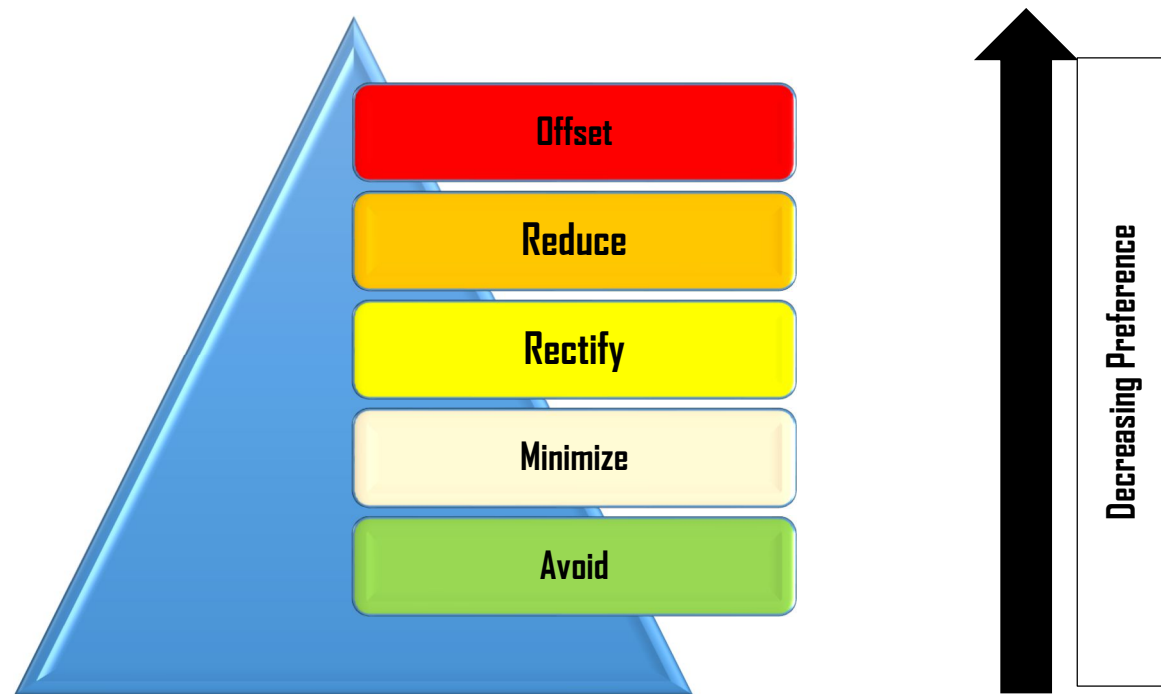 Offset
Reduce
Rectify
Minimize
Avoid
Decreasing Preference